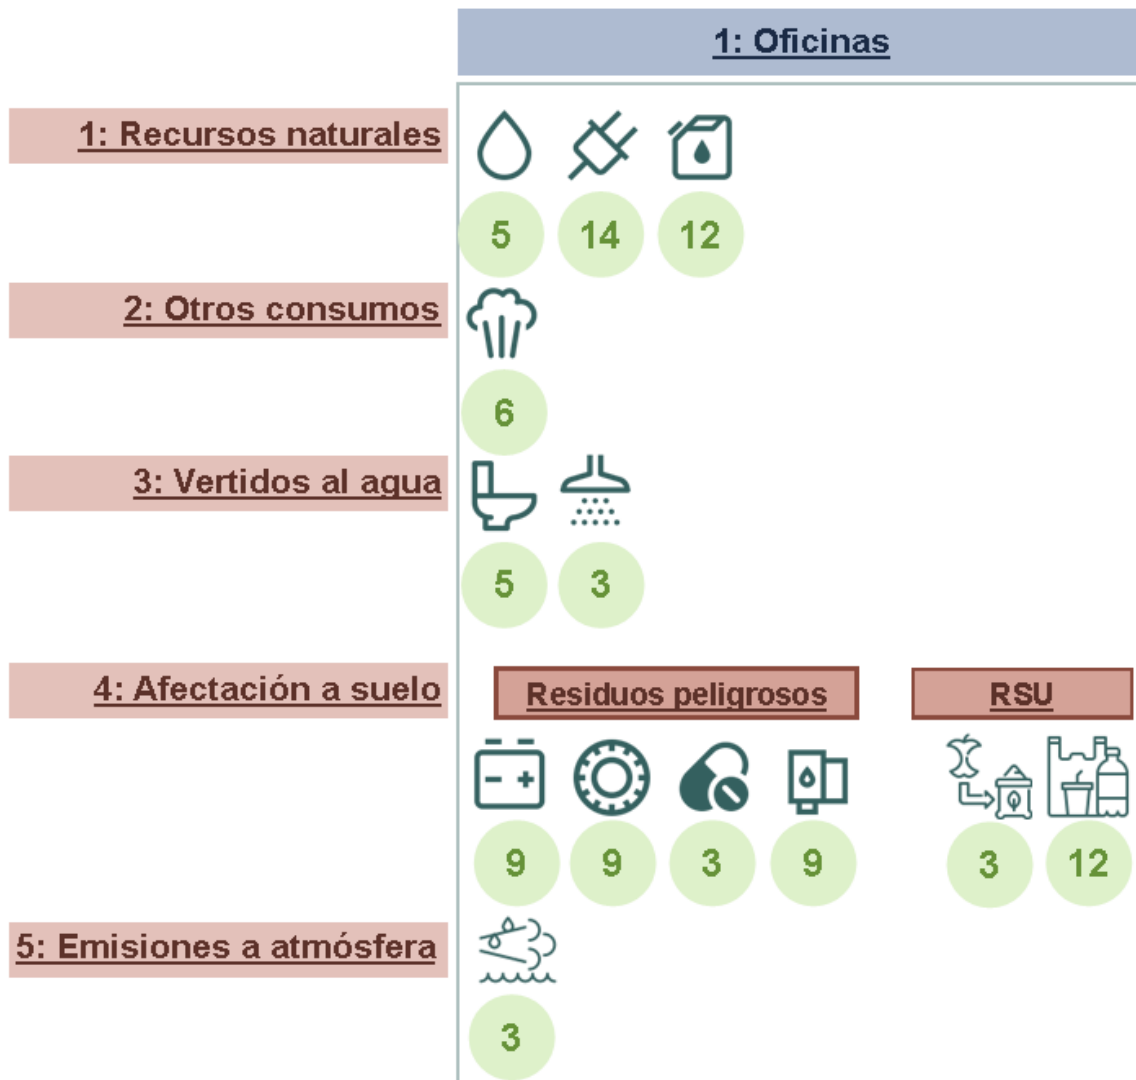 1: Oficinas
1: Recursos naturales
5 14 12
2: Otros consumos
6
3: Vertidos al agua
5 3
4: Afectación a suelo
Residuos peligrosos
RSU
9 9 3 9 3 12
5: Emisiones a atmósfera
3